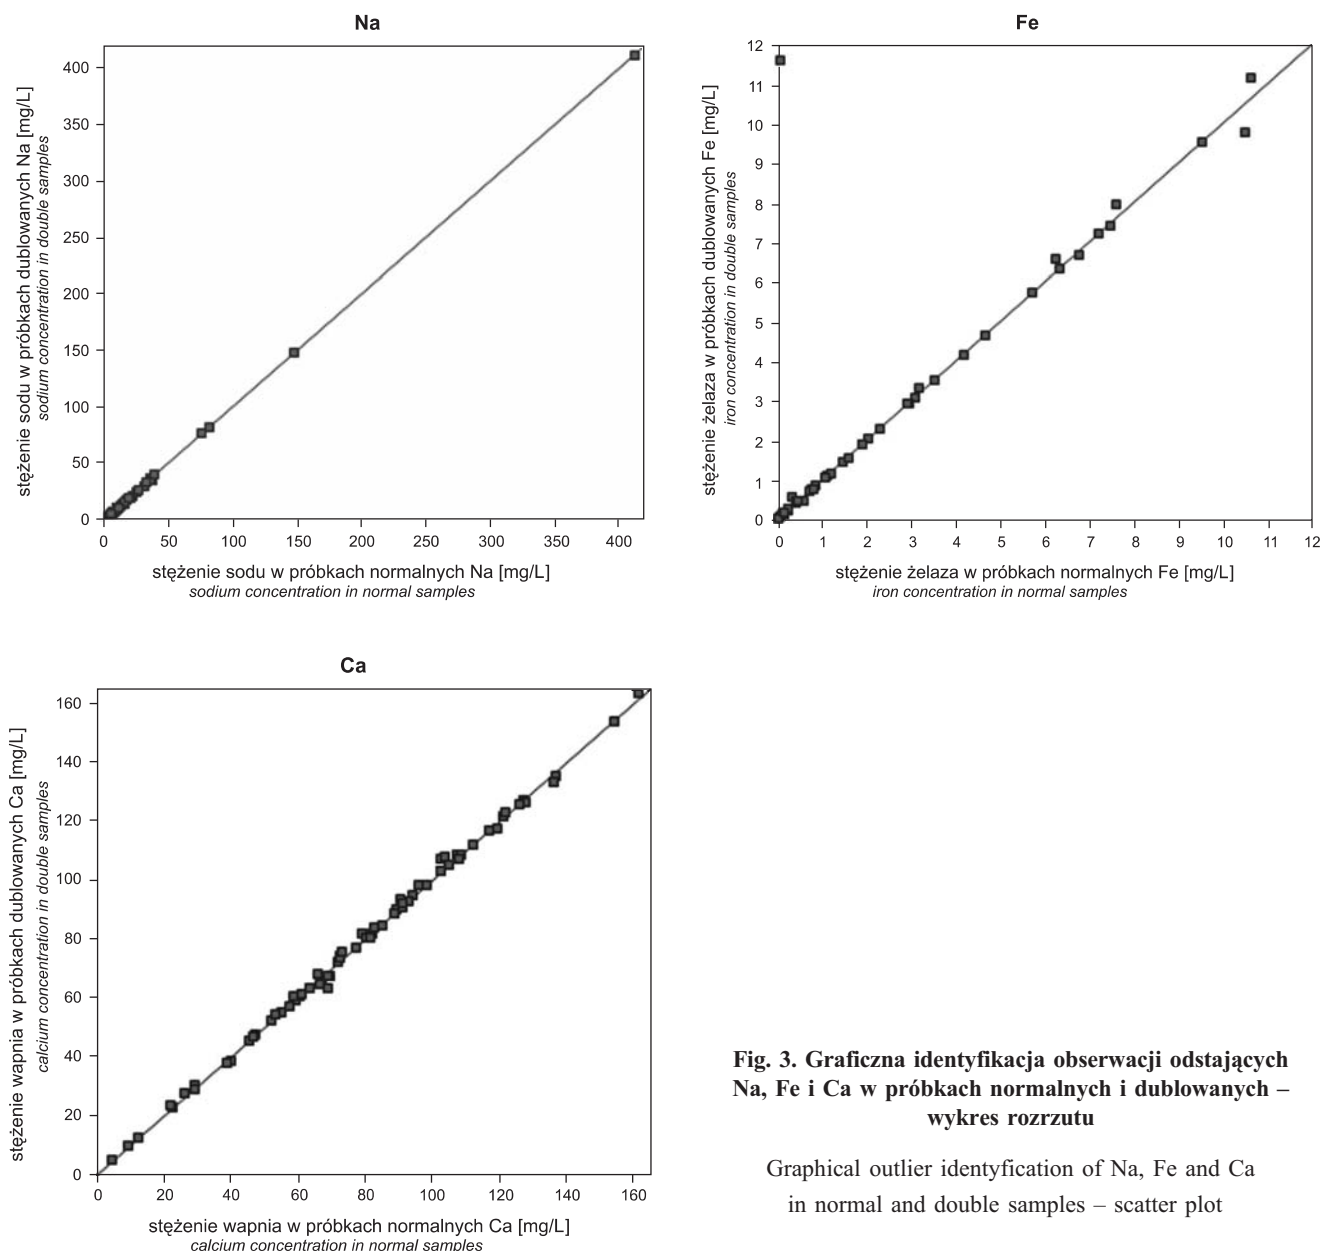 Na
stężenie sodu w próbkach dublowanych Na [mg/L]
sodium concentration in double samples
400
350
300
250
200
150
100
50
0
0 50 100 150 200 250 300 350 400
stężenie sodu w próbkach normalnych Na [mg/L]
sodium concentration in normal samples
Fe
stężenie żelaza w próbkach dublowanych Fe [mg/L]
iron concentration in double samples
12
11
10
9
8
7
6
5
4
3
2
1
0
0 1 2 3 4 5 6 7 8 9 10 11 12
stężenie żelaza w próbkach normalnych Fe [mg/L]
iron concentration in normal samples
Ca
stężenie wapnia w próbkach dublowanych Ca [mg/L]
calcium concentration in double samples
160
140
120
100
80
60
40
20
0
0 20 40 60 80 100 120 140 160
stężenie wapnia w próbkach normalnych Ca [mg/L]
calcium concentration in normal samples
Fig. 3. Graficzna identyfikacja obserwacji odstających
Na, Fe i Ca w próbkach normalnych i dublowanych –
wykres rozrzutu
Graphical outlier identyfication of Na, Fe and Ca
in normal and double samples – scatter plot